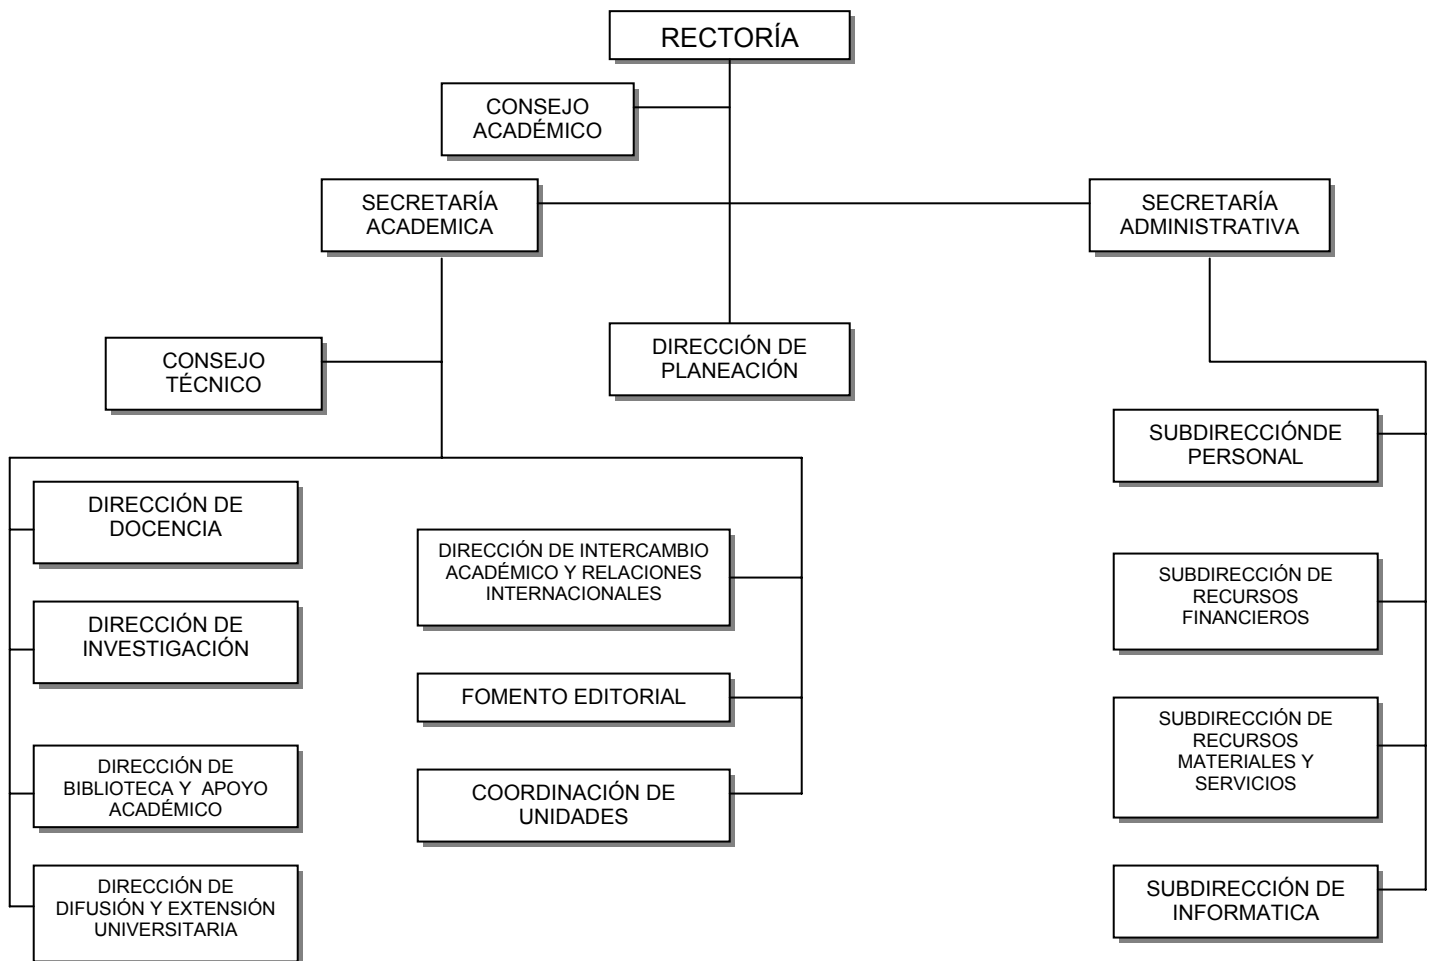 RECTORÍA
CONSEJO
ACADÉMICO
SECRETARÍA
ACADEMICA
SECRETARÍA
ADMINISTRATIVA
CONSEJO
TÉCNICO
DIRECCIÓN DE
PLANEACIÓN
DIRECCIÓN DE
DOCENCIA
DIRECCIÓN DE
INVESTIGACIÓN
DIRECCIÓN DE
BIBLIOTECA Y APOYO
ACADÉMICO
DIRECCIÓN DE
DIFUSIÓN Y EXTENSIÓN
UNIVERSITARIA
DIRECCIÓN DE INTERCAMBIO
ACADÉMICO Y RELACIONES
INTERNACIONALES
FOMENTO EDITORIAL
COORDINACIÓN DE
UNIDADES
SUBDIRECCIÓNDE
PERSONAL
SUBDIRECCIÓN DE
RECURSOS
FINANCIEROS
SUBDIRECCIÓN DE
RECURSOS
MATERIALES Y
SERVICIOS
SUBDIRECCIÓN DE
INFORMATICA